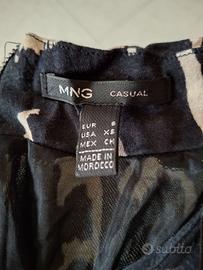 MNG CASUAL
EUR
USA XS
MEX CH
MADE IN
MOROCCO
subito